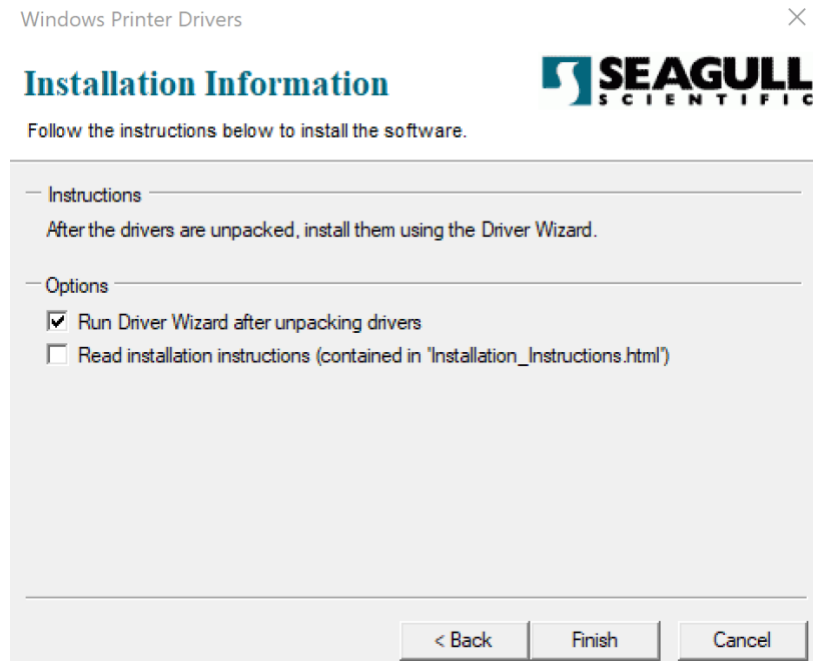 Windows Printer Drivers
Installation Information
SEAGULL
SCIENTIFIC
Follow the instructions below to install the software.
Instructions
After the drivers are unpacked, install them using the Driver Wizard.
Options
Run Driver Wizard after unpacking drivers
Read installation instructions (contained in "Installation_Instructions.html")
< Back Finish Cancel